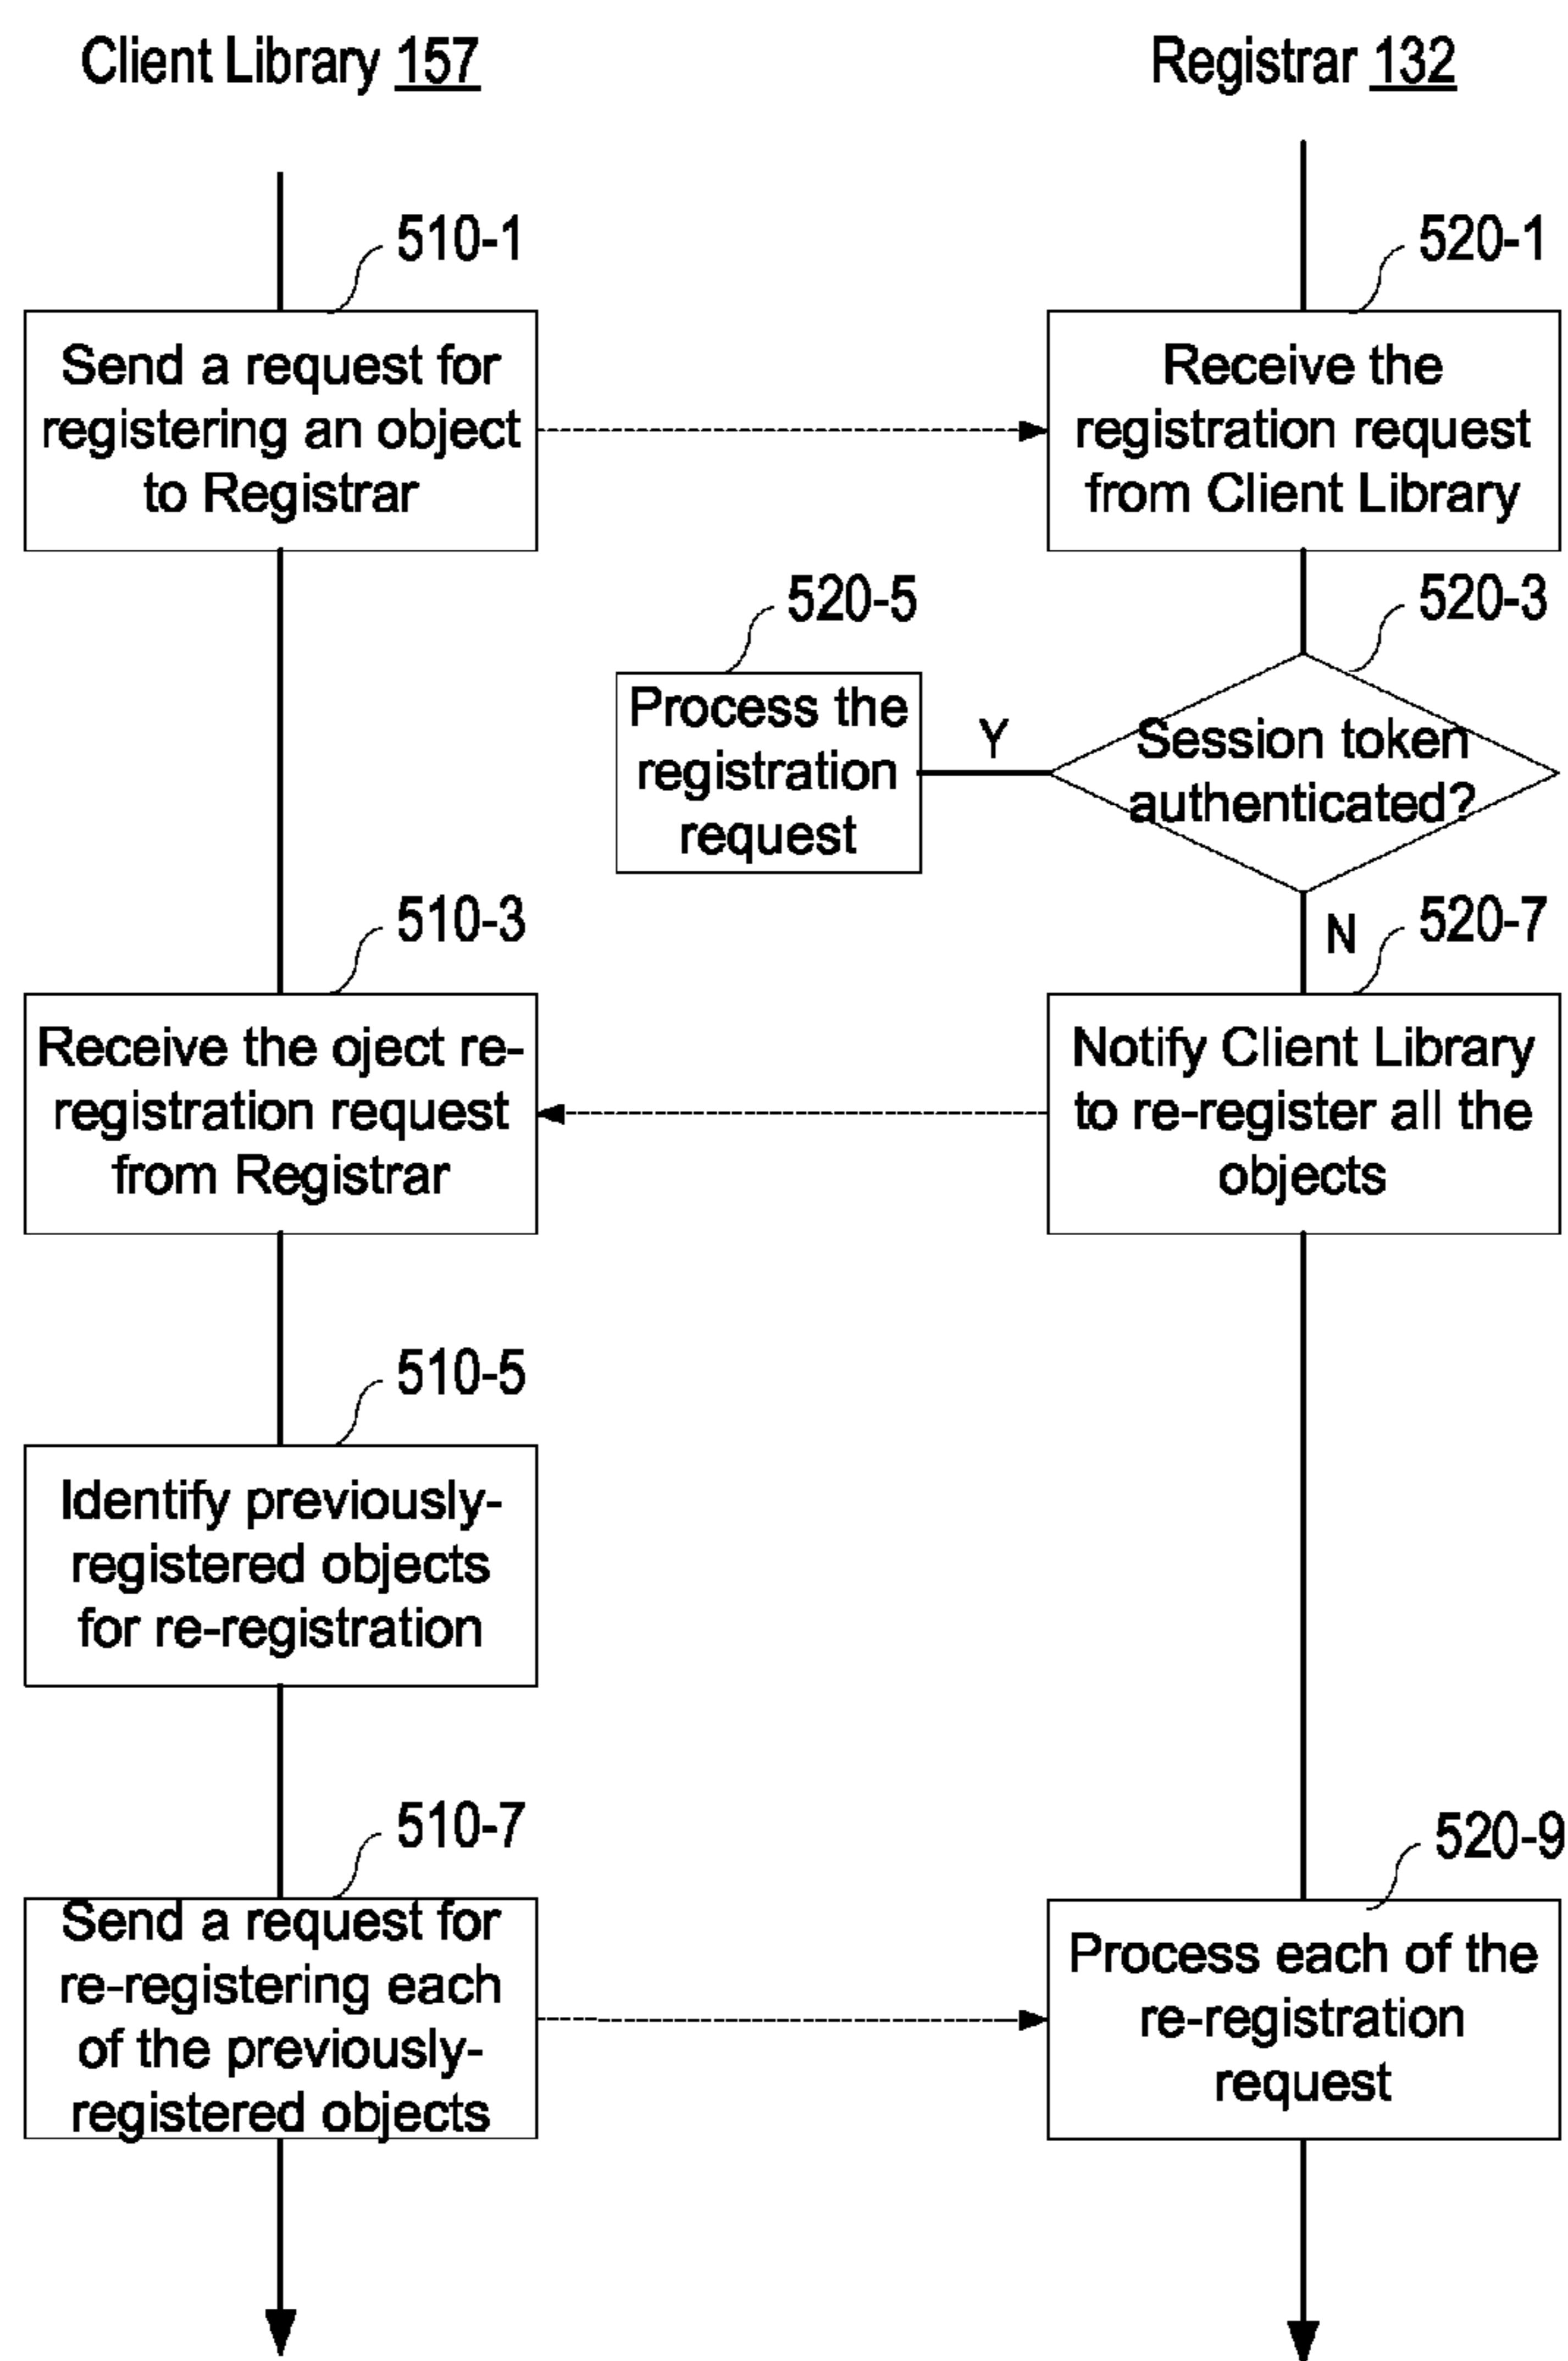 Client Library 157
Registrar 132
510-1
520-1
Send a request for
registering an object
to Registrar
Receive the
registration request
from Client Library
520-5
520-3
Process the
registration
request
Y
Session token
authenticated?
N
510-3
520-7
Receive the oject re-
registration request
from Registrar
Notify Client Library
to re-register all the
objects
510-5
Identify previously-
registered objects
for re-registration
510-7
520-9
Send a request for
re-registering each
of the previously-
registered objects
Process each of the
re-registration
request